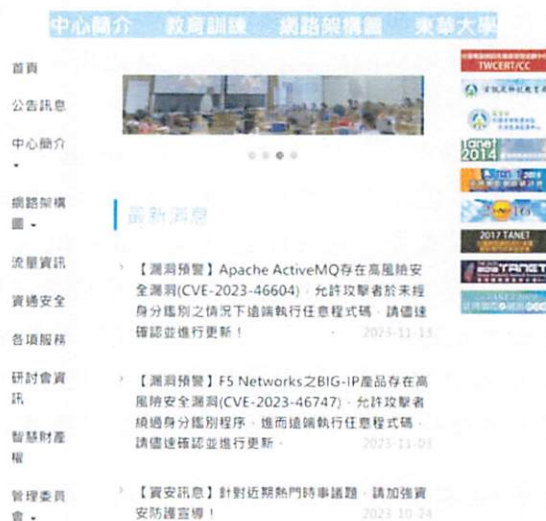 中心簡介 教育訓練 網路架構圖 東華大學
首頁
公告訊息
中心簡介
網路架構
圖
流量資訊
資通安全
各項服務
研討會資
訊
智慧財產
權
管理委員
會
最新消息
【漏洞預警】Apache ActiveMQ存在高風險安
全漏洞(CVE-2023-46604)，允許攻擊者於未經
身分鑑別之情況下遠端執行任意程式碼，請儘速
確認並進行更新！ 2023-11-13
【漏洞預警】F5 Networks之BIG-IP產品存在高
風險安全漏洞(CVE-2023-46747)，允許攻擊者
繞過身分鑑別程序，進而遠端執行任意程式碼，
請儘速確認並進行更新。 2023-11-03
【資安訊息】針對近期熱門時事議題，請加強資
安防護宣導！ 2023-10-24
TWCERT/CC
Tanet
2014
2017 TANET